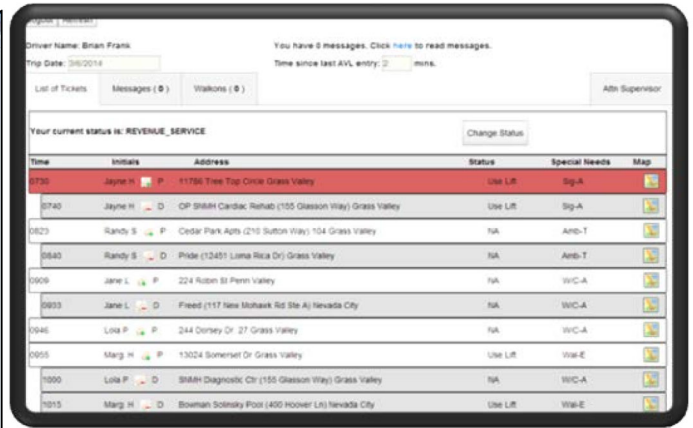 Logout Refresh
Driver Name: Brian Frank You have 0 messages. Click here to read messages.
Trip Date: 3/6/2014 Time since last AVL entry: 2 mins.
List of Tickets Messages ( 0 ) Walkons ( 0 ) Attn Supervisor
Your current status is: REVENUE_SERVICE Change Status
Time Initials Address Status Special Needs Map
0730 Jayne H P 11786 Tree Top Circle Grass Valley Use Lift Sig-A
0740 Jayne H D OP SNMH Cardiac Rehab (155 Glasson Way) Grass Valley Use Lift Sig-A
0823 Randy S P Cedar Park Apts (210 Sutton Way) 104 Grass Valley NA Amb-T
0840 Randy S D Pride (12451 Loma Rica Dr) Grass Valley NA Amb-T
0909 Jane L P 224 Robin St Penn Valley NA W/C-A
0933 Jane L D Freed (117 New Mohawk Rd Ste A) Nevada City NA W/C-A
0946 Lola P P 244 Dorsey Dr 27 Grass Valley NA W/C-A
0955 Marg. H P 13024 Somerset Dr Grass Valley Use Lift Wal-E
1000 Lola P D SNMH Diagnostic Ctr (155 Glasson Way) Grass Valley NA W/C-A
1015 Marg. H D Bowman Solinsky Pool (400 Hoover Ln) Nevada City Use Lift Wal-E